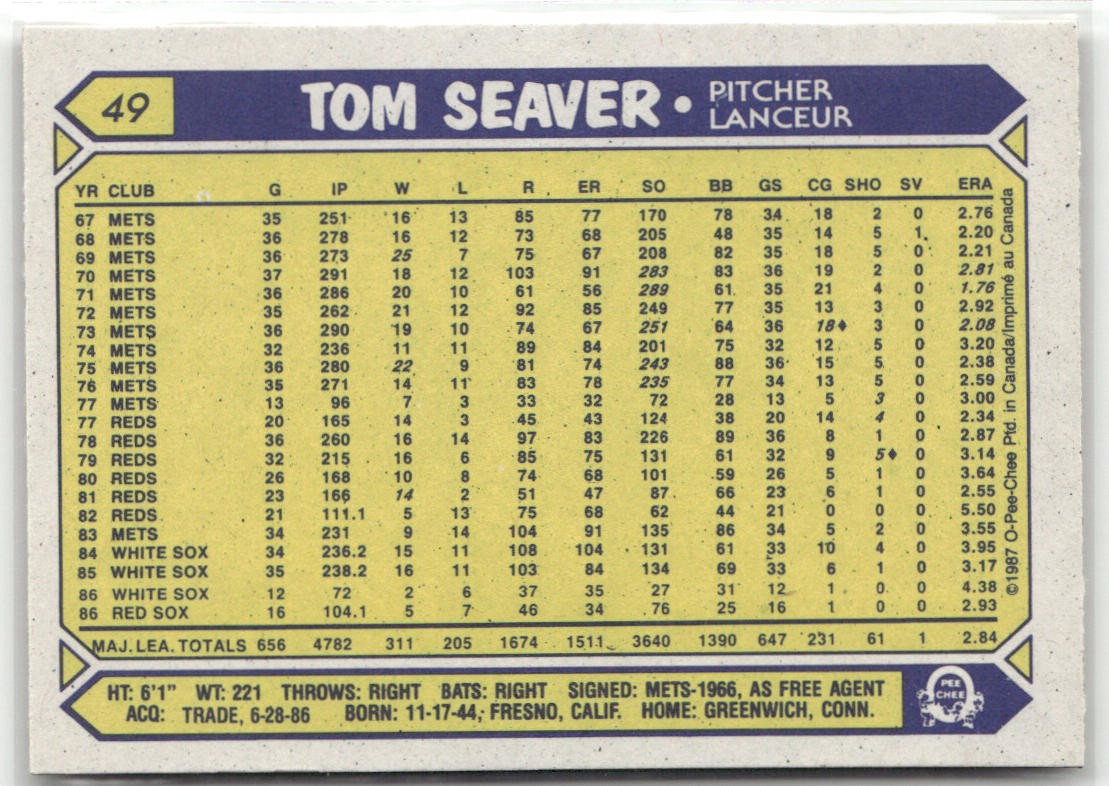 49 TOM SEAVER • PITCHER
LANCEUR
YR CLUB G IP W L R ER SO BB GS CG SHO SV ERA
67 METS 35 251 16 13 85 77 170 78 34 18 2 0 2.76
68 METS 36 278 16 12 73 68 205 48 35 14 5 1 2.20
69 METS 36 273 25 7 75 67 208 82 35 18 5 0 2.21
70 METS 37 291 18 12 103 91 283 83 36 19 2 0 2.81
71 METS 36 286 20 10 61 56 289 61 35 21 4 0 1.76
72 METS 35 262 21 12 92 85 249 77 35 13 3 0 2.92
73 METS 36 290 19 10 74 67 251 64 36 18♦ 3 0 2.08
74 METS 32 236 11 11 89 84 201 75 32 12 5 0 3.20
75 METS 36 280 22 9 81 74 243 88 36 15 5 0 2.38
76 METS 35 271 14 11 83 78 235 77 34 13 5 0 2.59
77 METS 13 96 7 3 33 32 72 28 13 5 3 0 3.00
77 REDS 20 165 14 3 45 43 124 38 20 14 4 0 2.34
78 REDS 36 260 16 14 97 83 226 89 36 8 1 0 2.87
79 REDS 32 215 16 6 85 75 131 61 32 9 5♦ 0 3.14
80 REDS 26 168 10 8 74 68 101 59 26 5 1 0 3.64
81 REDS 23 166 14 2 51 47 87 66 23 6 1 0 2.55
82 REDS 21 111.1 5 13 75 68 62 44 21 0 0 0 5.50
83 METS 34 231 9 14 104 91 135 86 34 5 2 0 3.55
84 WHITE SOX 34 236.2 15 11 108 104 131 61 33 10 4 0 3.95
85 WHITE SOX 35 238.2 16 11 103 84 134 69 33 6 1 0 3.17
86 WHITE SOX 12 72 2 6 37 35 27 31 12 1 0 0 4.38
86 RED SOX 16 104.1 5 7 46 34 76 25 16 1 0 0 2.93
MAJ. LEA. TOTALS 656 4782 311 205 1674 1511 3640 1390 647 231 61 1 2.84
©1987 O-Pee-Chee Ptd. in Canada/Imprimé au Canada
HT: 6'1" WT: 221 THROWS: RIGHT BATS: RIGHT SIGNED: METS-1966, AS FREE AGENT
ACQ: TRADE, 6-28-86 BORN: 11-17-44, FRESNO, CALIF. HOME: GREENWICH, CONN.
PEE
CHEE